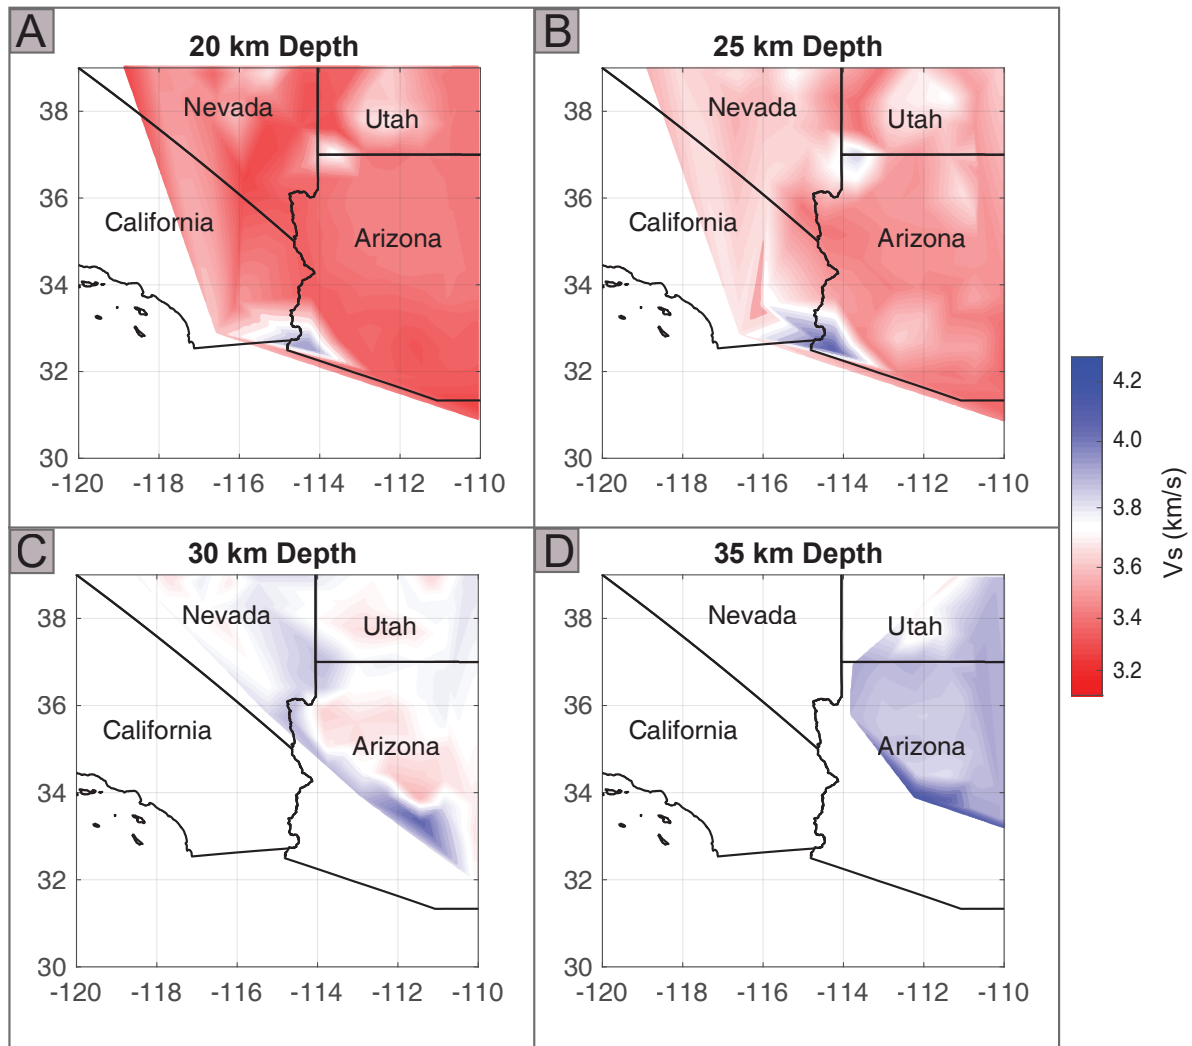 A
20 km Depth
38
36
34
32
30
-120
-118
-116
-114
-112
-110
Nevada
Utah
California
Arizona
B
25 km Depth
38
36
34
32
30
-120
-118
-116
-114
-112
-110
Nevada
Utah
California
Arizona
C
30 km Depth
38
36
34
32
30
-120
-118
-116
-114
-112
-110
Nevada
Utah
California
Arizona
D
35 km Depth
38
36
34
32
30
-120
-118
-116
-114
-112
-110
Nevada
Utah
California
Arizona
4.2
4.0
3.8
3.6
3.4
3.2
Vs (km/s)